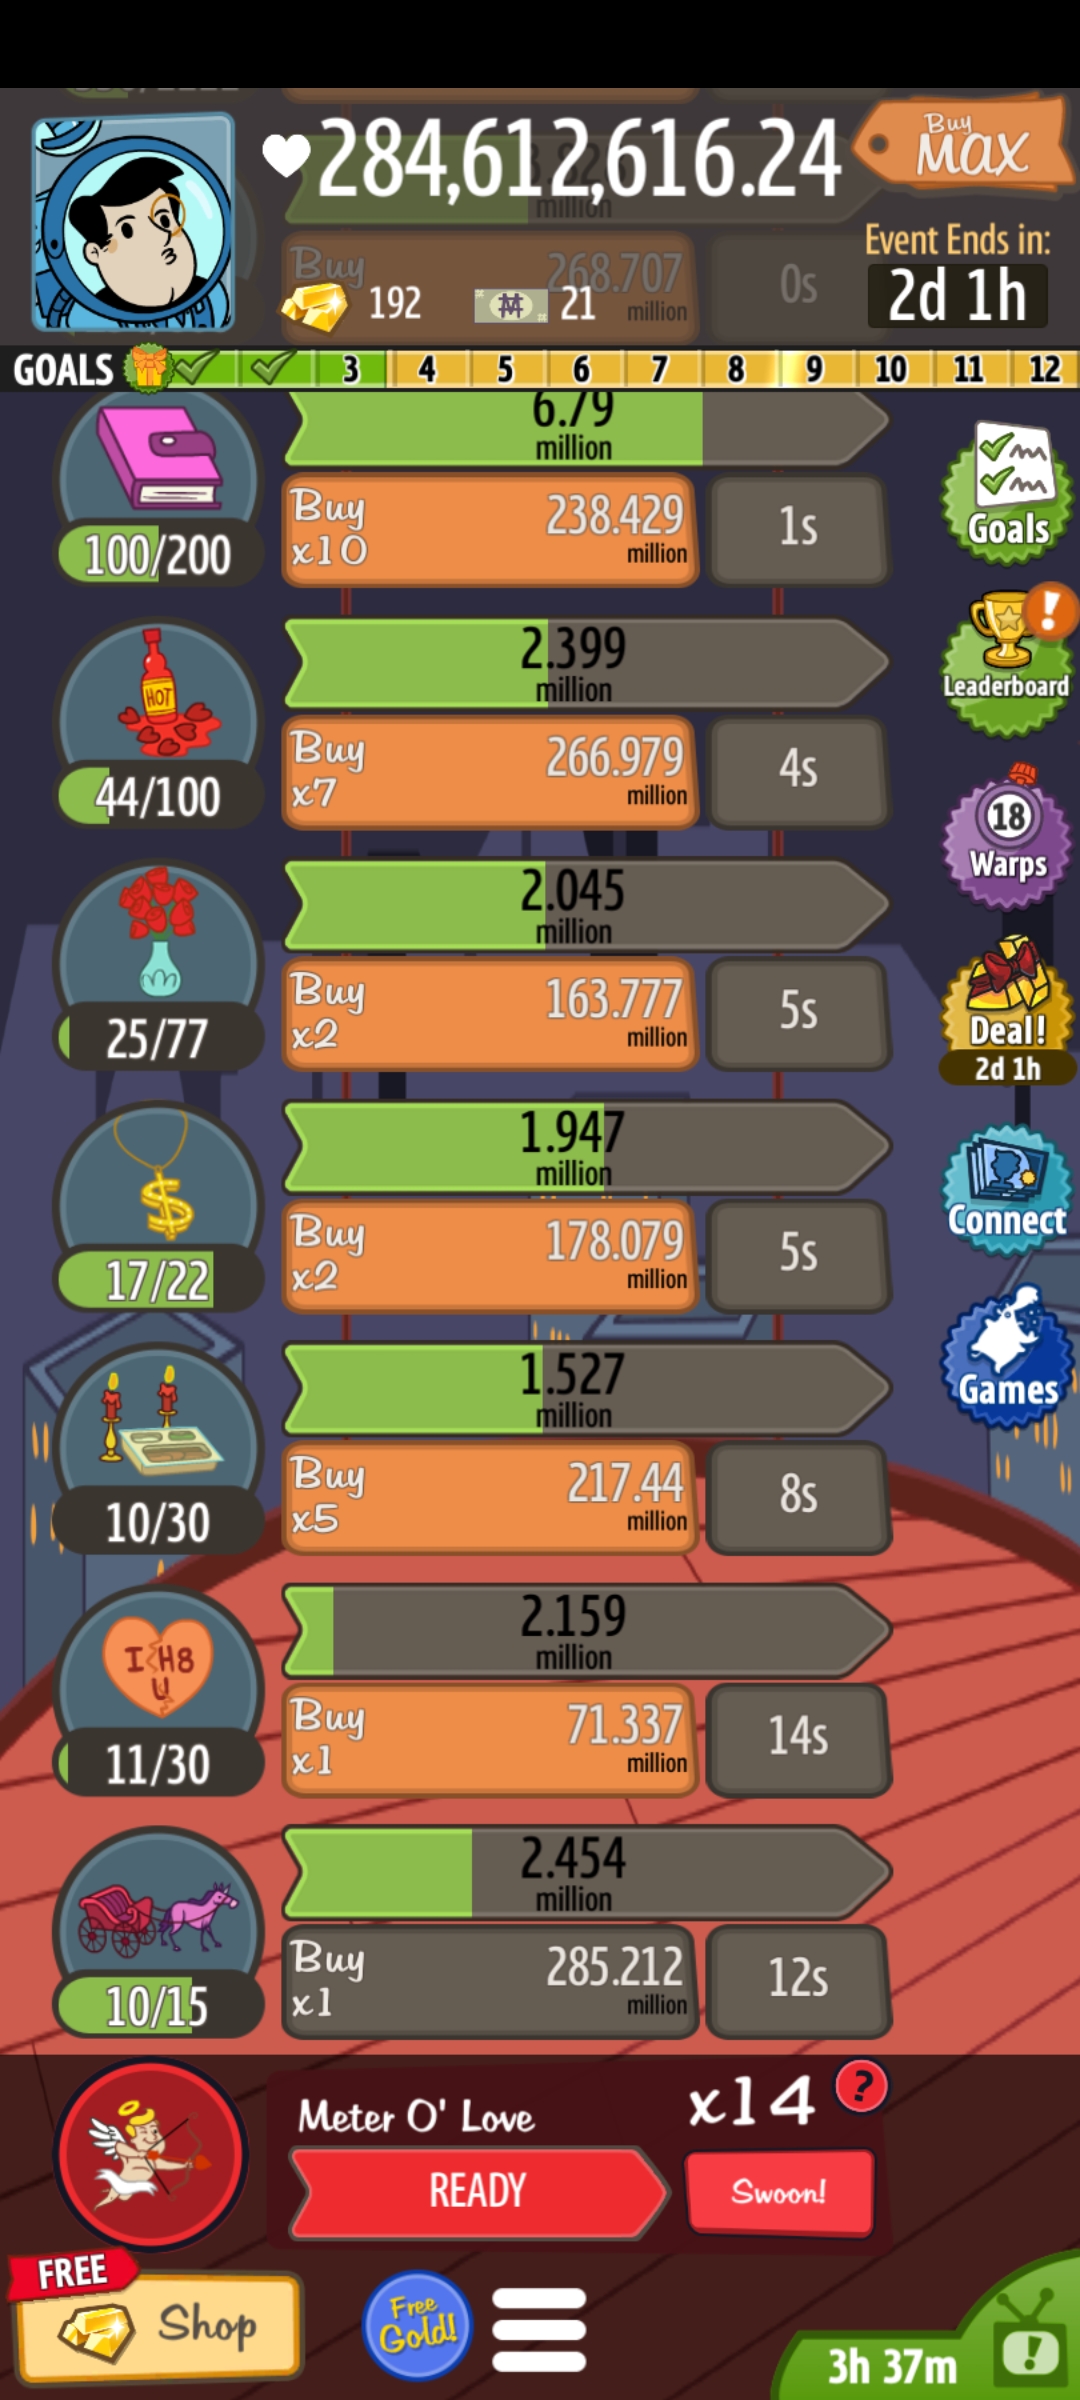 284,612,616.24
Buy
MAX
million
Event Ends in:
2d 1h
Buy
268.707
million
0s
192
21
GOALS
3 4 5 6 7 8 9 10 11 12
6.79
million
Buy
x10
238.429
million
1s
100/200
Goals
2.399
million
HOT
Buy
x7
266.979
million
4s
44/100
Leaderboard
2.045
million
18
Warps
Buy
x2
163.777
million
5s
25/77
Deal!
2d 1h
1.947
million
$
Buy
x2
178.079
million
5s
17/22
Connect
1.527
million
Buy
x5
217.44
million
8s
10/30
Games
2.159
million
I H8
U
Buy
x1
71.337
million
14s
11/30
2.454
million
Buy
x1
285.212
million
12s
10/15
Meter O' Love
x14
?
READY
Swoon!
FREE
Shop
Free
Gold!
3h 37m